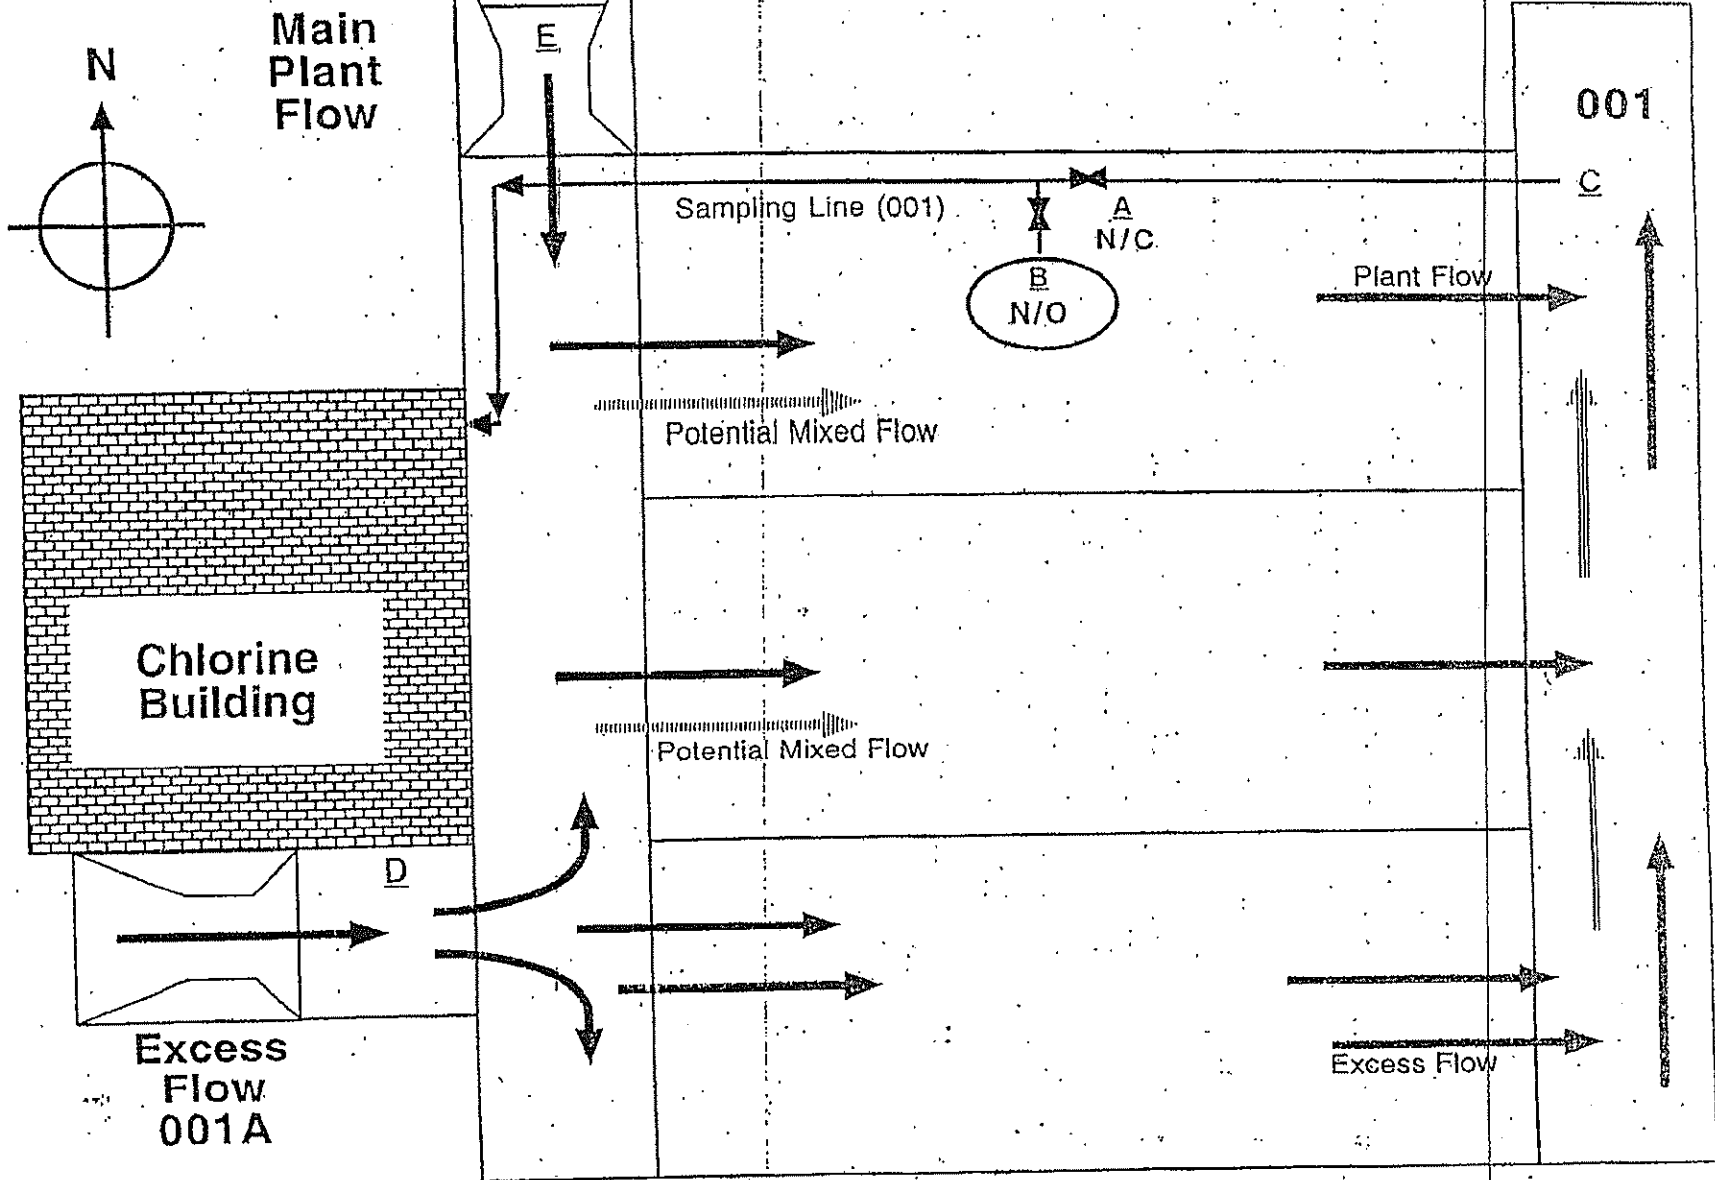 Main
Plant
Flow
N
E
001
C
Sampling Line (001)
A
N/C
B
N/O
Plant Flow
Potential Mixed Flow
Chlorine
Building
Potential Mixed Flow
D
Excess
Flow
001A
Excess Flow